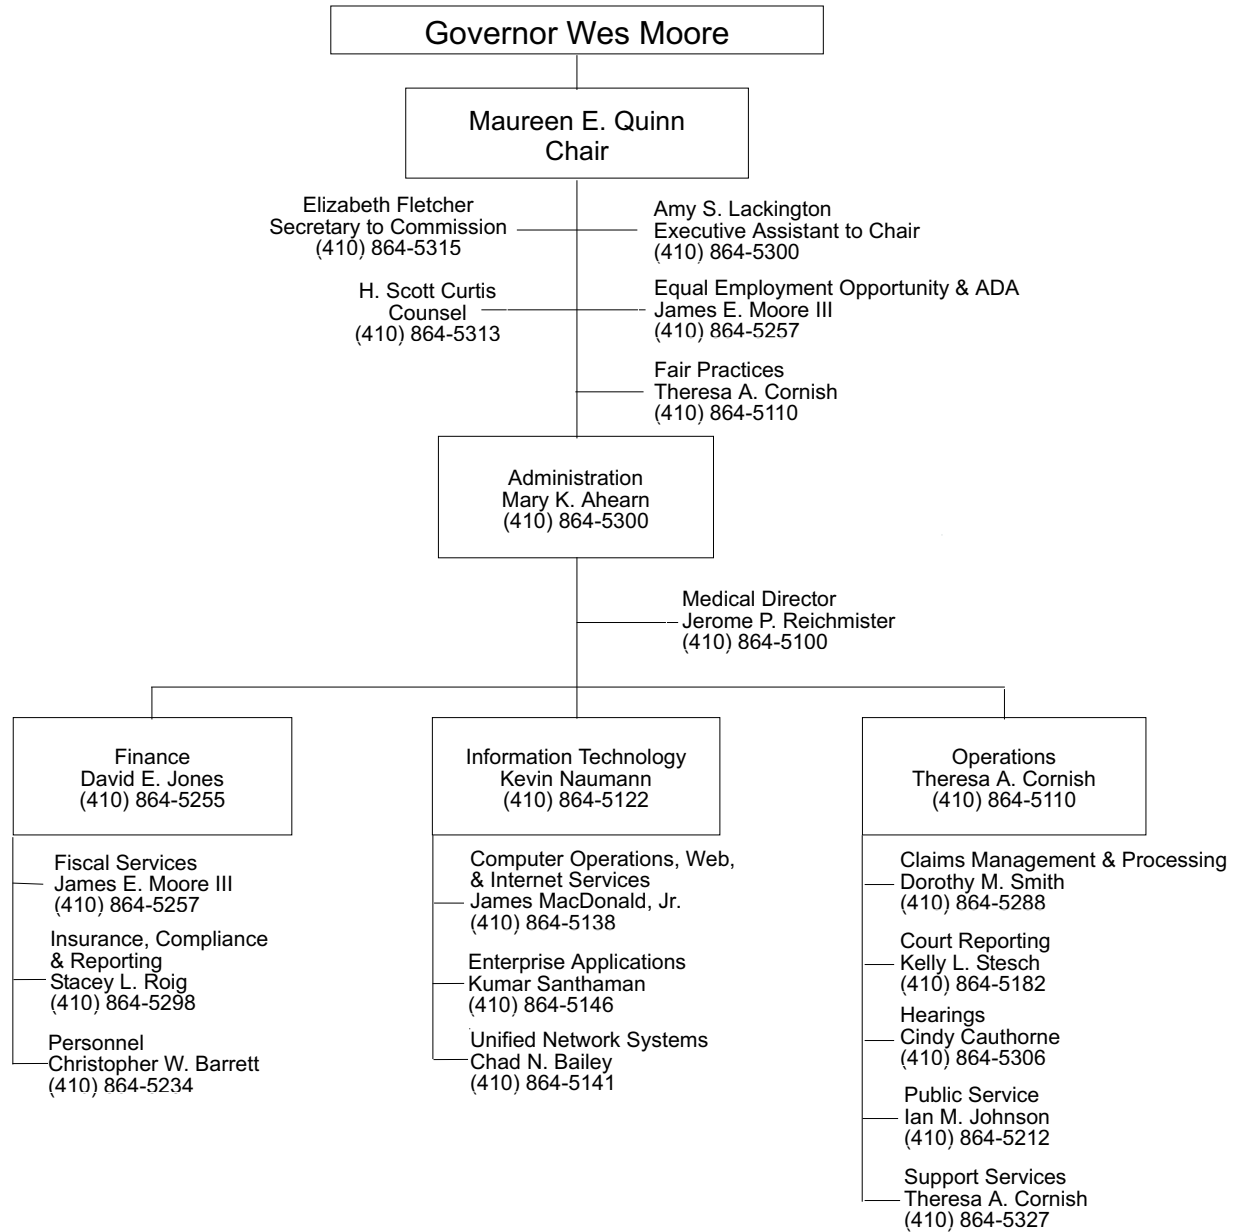 Governor Wes Moore
Maureen E. Quinn
Chair
Elizabeth Fletcher
Secretary to Commission
(410) 864-5315
Amy S. Lackington
Executive Assistant to Chair
(410) 864-5300
H. Scott Curtis
Counsel
(410) 864-5313
Equal Employment Opportunity & ADA
James E. Moore III
(410) 864-5257
Fair Practices
Theresa A. Cornish
(410) 864-5110
Administration
Mary K. Ahearn
(410) 864-5300
Medical Director
Jerome P. Reichmister
(410) 864-5100
Finance
David E. Jones
(410) 864-5255
Fiscal Services
James E. Moore III
(410) 864-5257
Insurance, Compliance
& Reporting
Stacey L. Roig
(410) 864-5298
Personnel
Christopher W. Barrett
(410) 864-5234
Information Technology
Kevin Naumann
(410) 864-5122
Computer Operations, Web,
& Internet Services
James MacDonald, Jr.
(410) 864-5138
Enterprise Applications
Kumar Santhaman
(410) 864-5146
Unified Network Systems
Chad N. Bailey
(410) 864-5141
Operations
Theresa A. Cornish
(410) 864-5110
Claims Management & Processing
Dorothy M. Smith
(410) 864-5288
Court Reporting
Kelly L. Stesch
(410) 864-5182
Hearings
Cindy Cauthorne
(410) 864-5306
Public Service
Ian M. Johnson
(410) 864-5212
Support Services
Theresa A. Cornish
(410) 864-5327